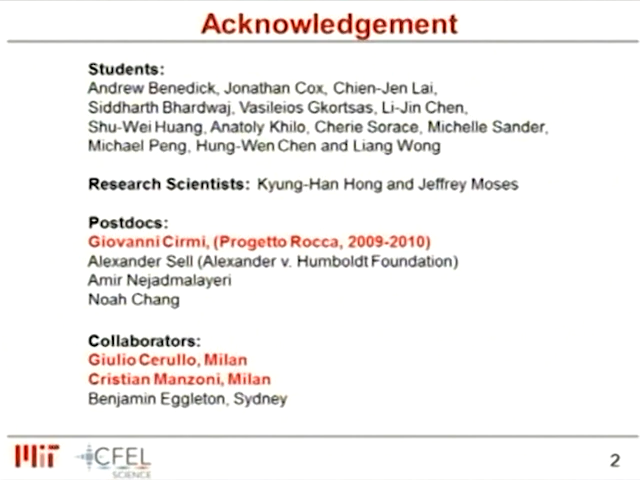 Acknowledgement
Students:
Andrew Benedick, Jonathan Cox, Chien-Jen Lai,
Siddharth Bhardwaj, Vasileios Gkortsas, Li-Jin Chen,
Shu-Wei Huang, Anatoly Khilo, Cherie Sorace, Michelle Sander,
Michael Peng, Hung-Wen Chen and Liang Wong
Research Scientists: Kyung-Han Hong and Jeffrey Moses
Postdocs:
Giovanni Cirmi, (Progetto Rocca, 2009-2010)
Alexander Sell (Alexander v. Humboldt Foundation)
Amir Nejadmalayeri
Noah Chang
Collaborators:
Giulio Cerullo, Milan
Cristian Manzoni, Milan
Benjamin Eggleton, Sydney
MIT CFEL
SCIENCE
2